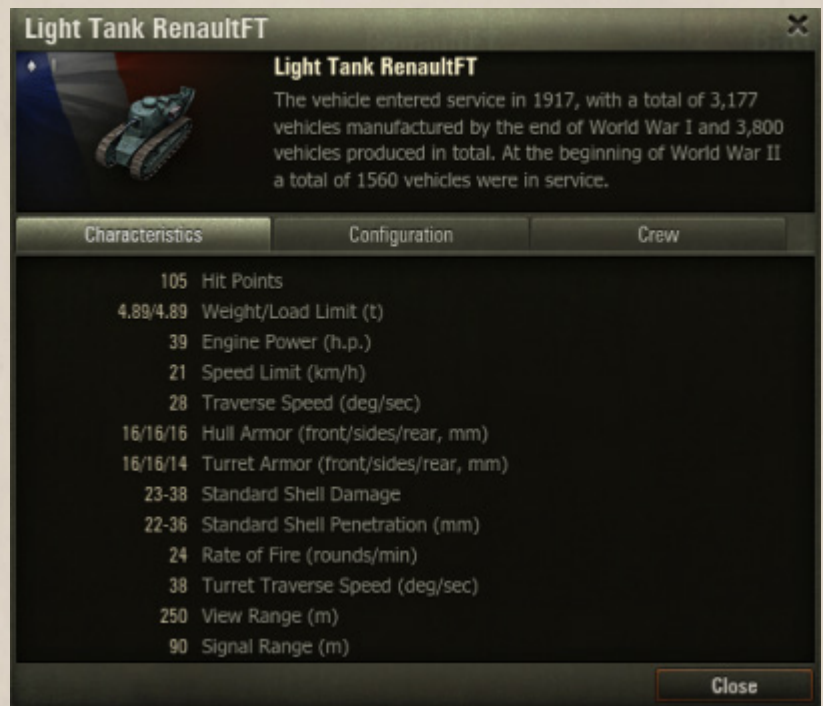 Light Tank RenaultFT
Light Tank RenaultFT
The vehicle entered service in 1917, with a total of 3,177
vehicles manufactured by the end of World War I and 3,800
vehicles produced in total. At the beginning of World War II
a total of 1560 vehicles were in service.
Characteristics Configuration Crew
105 Hit Points
4.89/4.89 Weight/Load Limit (t)
39 Engine Power (h.p.)
21 Speed Limit (km/h)
28 Traverse Speed (deg/sec)
16/16/16 Hull Armor (front/sides/rear, mm)
16/16/14 Turret Armor (front/sides/rear, mm)
23-38 Standard Shell Damage
22-36 Standard Shell Penetration (mm)
24 Rate of Fire (rounds/min)
38 Turret Traverse Speed (deg/sec)
250 View Range (m)
90 Signal Range (m)
Close